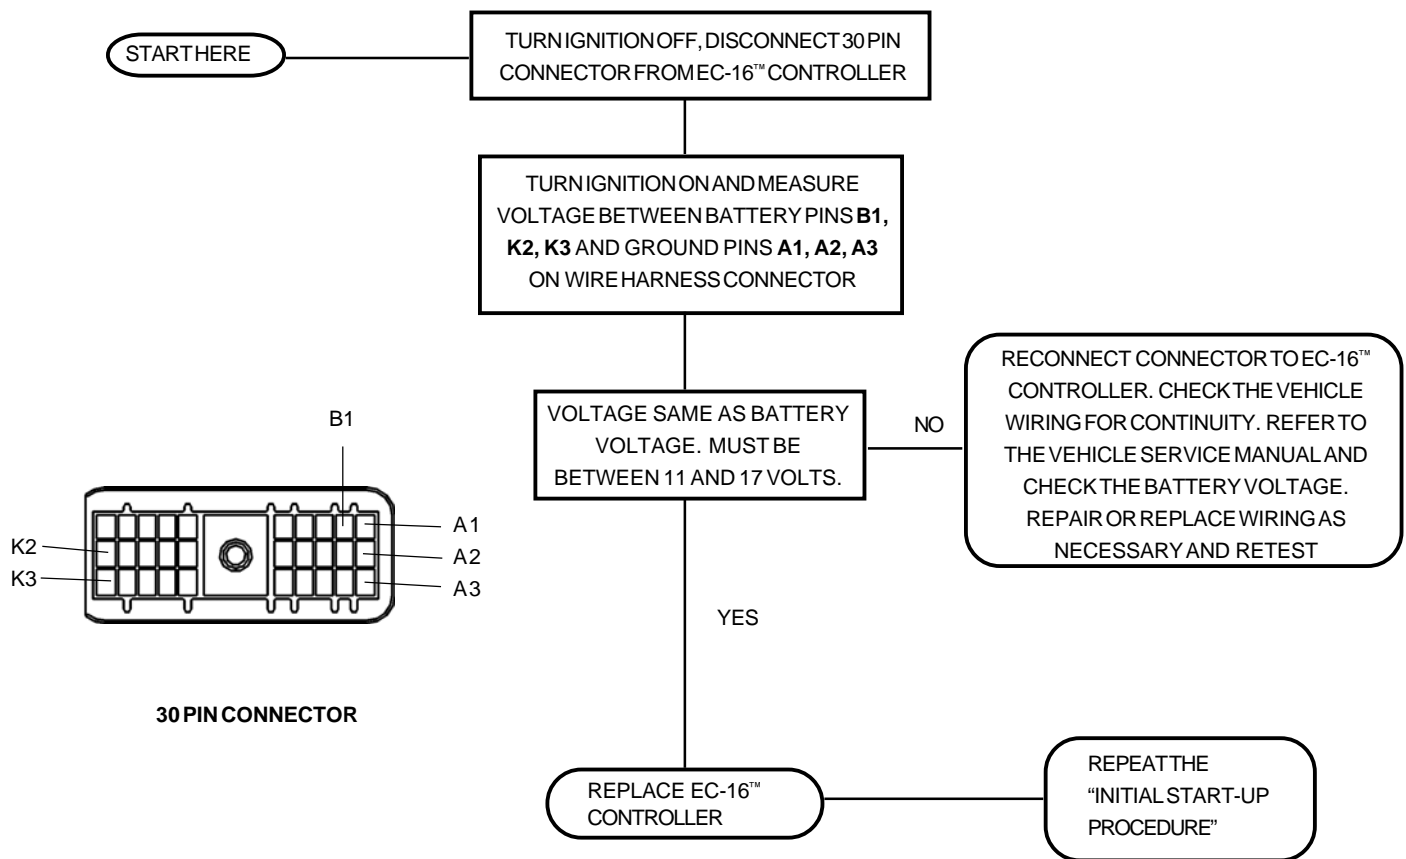 START HERE
TURN IGNITION OFF, DISCONNECT 30 PIN
CONNECTOR FROM EC-16™ CONTROLLER
TURN IGNITION ON AND MEASURE
VOLTAGE BETWEEN BATTERY PINS B1,
K2, K3 AND GROUND PINS A1, A2, A3
ON WIRE HARNESS CONNECTOR
VOLTAGE SAME AS BATTERY
VOLTAGE. MUST BE
BETWEEN 11 AND 17 VOLTS.
NO
RECONNECT CONNECTOR TO EC-16™
CONTROLLER. CHECK THE VEHICLE
WIRING FOR CONTINUITY. REFER TO
THE VEHICLE SERVICE MANUAL AND
CHECK THE BATTERY VOLTAGE.
REPAIR OR REPLACE WIRING AS
NECESSARY AND RETEST
B1
A1
K2
A2
K3
A3
30 PIN CONNECTOR
YES
REPLACE EC-16™
CONTROLLER
REPEAT THE
“INITIAL START-UP
PROCEDURE”